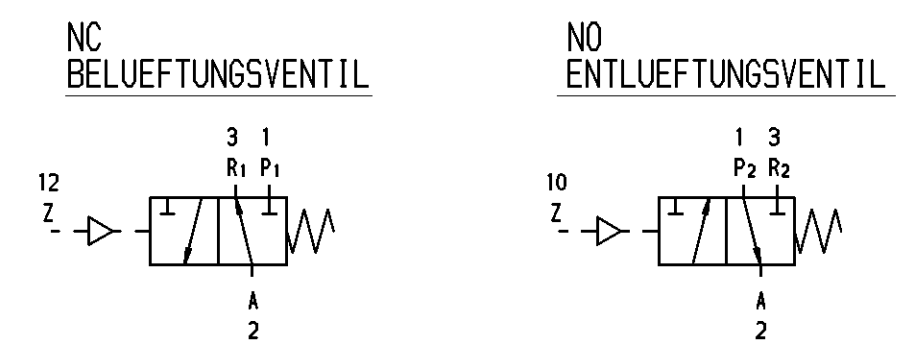 NC
BELUEFTUNGSVENTIL
3 1
R1 P1
12
Z
A
2
NO
ENTLUEFTUNGSVENTIL
1 3
P2 R2
10
Z
A
2